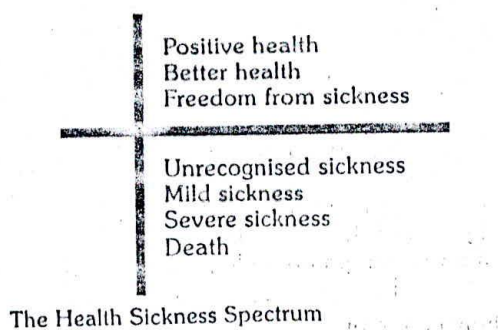 Positive health
Better health
Freedom from sickness
Unrecognised sickness
Mild sickness
Severe sickness
Death
The Health Sickness Spectrum